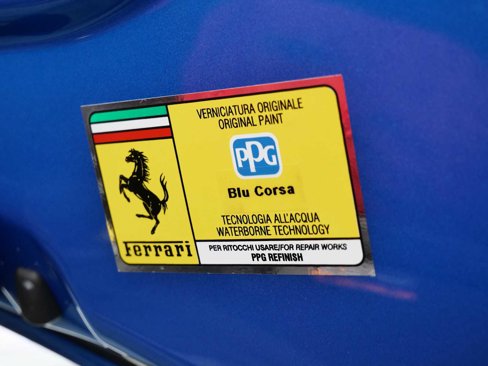 VERNICIATURA ORIGINALE
ORIGINAL PAINT
PPG
Blu Corsa
TECNOLOGIA ALL'ACQUA
WATERBORNE TECHNOLOGY
Ferrari
PER RITOCCHI USARE/FOR REPAIR WORKS
PPG REFINISH